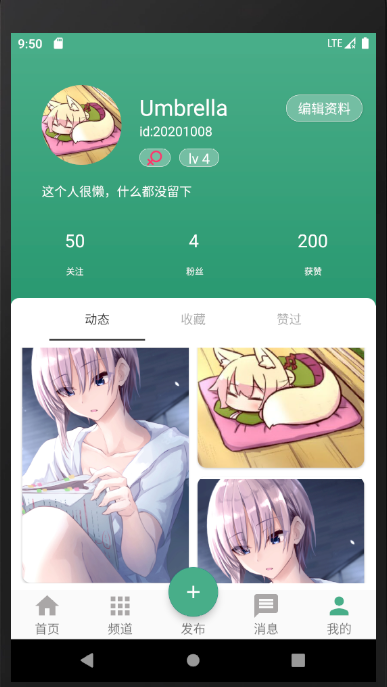 9:50 LTE
Umbrella
编辑资料
id:20201008
lv 4
这个人很懒，什么都没留下
50 4 200
关注 粉丝 获赞
动态 收藏 赞过
首页 频道 发布 消息 我的